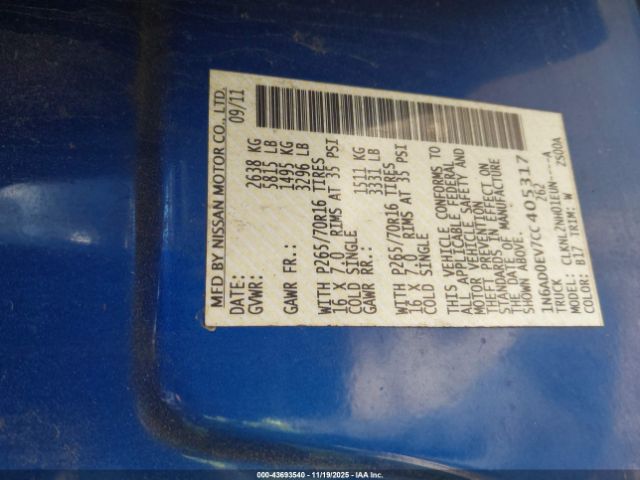 MFD BY NISSAN MOTOR CO., LTD.
DATE: 09/11
GVWR: 2638 KG
5815 LB
GAWR FR.: 1495 KG
3296 LB
WITH P265/70R16 TIRES
16 X 7.0 RIMS AT 35 PSI
COLD SINGLE
GAWR RR.: 1511 KG
3331 LB
WITH P265/70R16 TIRES
16 X 7.0 RIMS AT 35 PSI
COLD SINGLE
THIS VEHICLE CONFORMS TO
ALL APPLICABLE FEDERAL
MOTOR VEHICLE SAFETY AND
THEFT PREVENTION
STANDARDS IN EFFECT ON
THE DATE OF MANUFACTURE
SHOWN ABOVE.
1N6AD0EV7CC405317
TRUCK 262
MODEL: CLKNL2NW01EUN----A
COLOR: B17 TRIM: W
000-43693540 - 11/19/2025 - IAAI Corp.